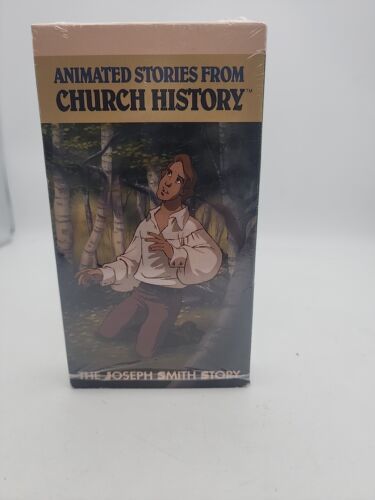 ANIMATED STORIES FROM
CHURCH HISTORY™
THE JOSEPH SMITH STORY